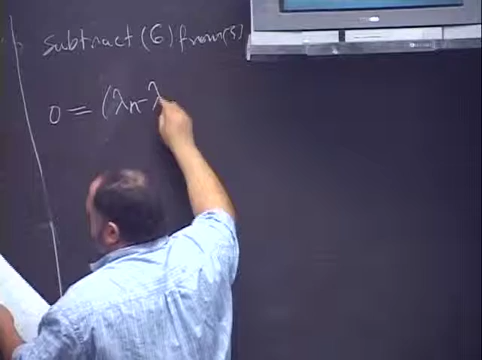 subtract (6) from (5)
0 = (λn - λ